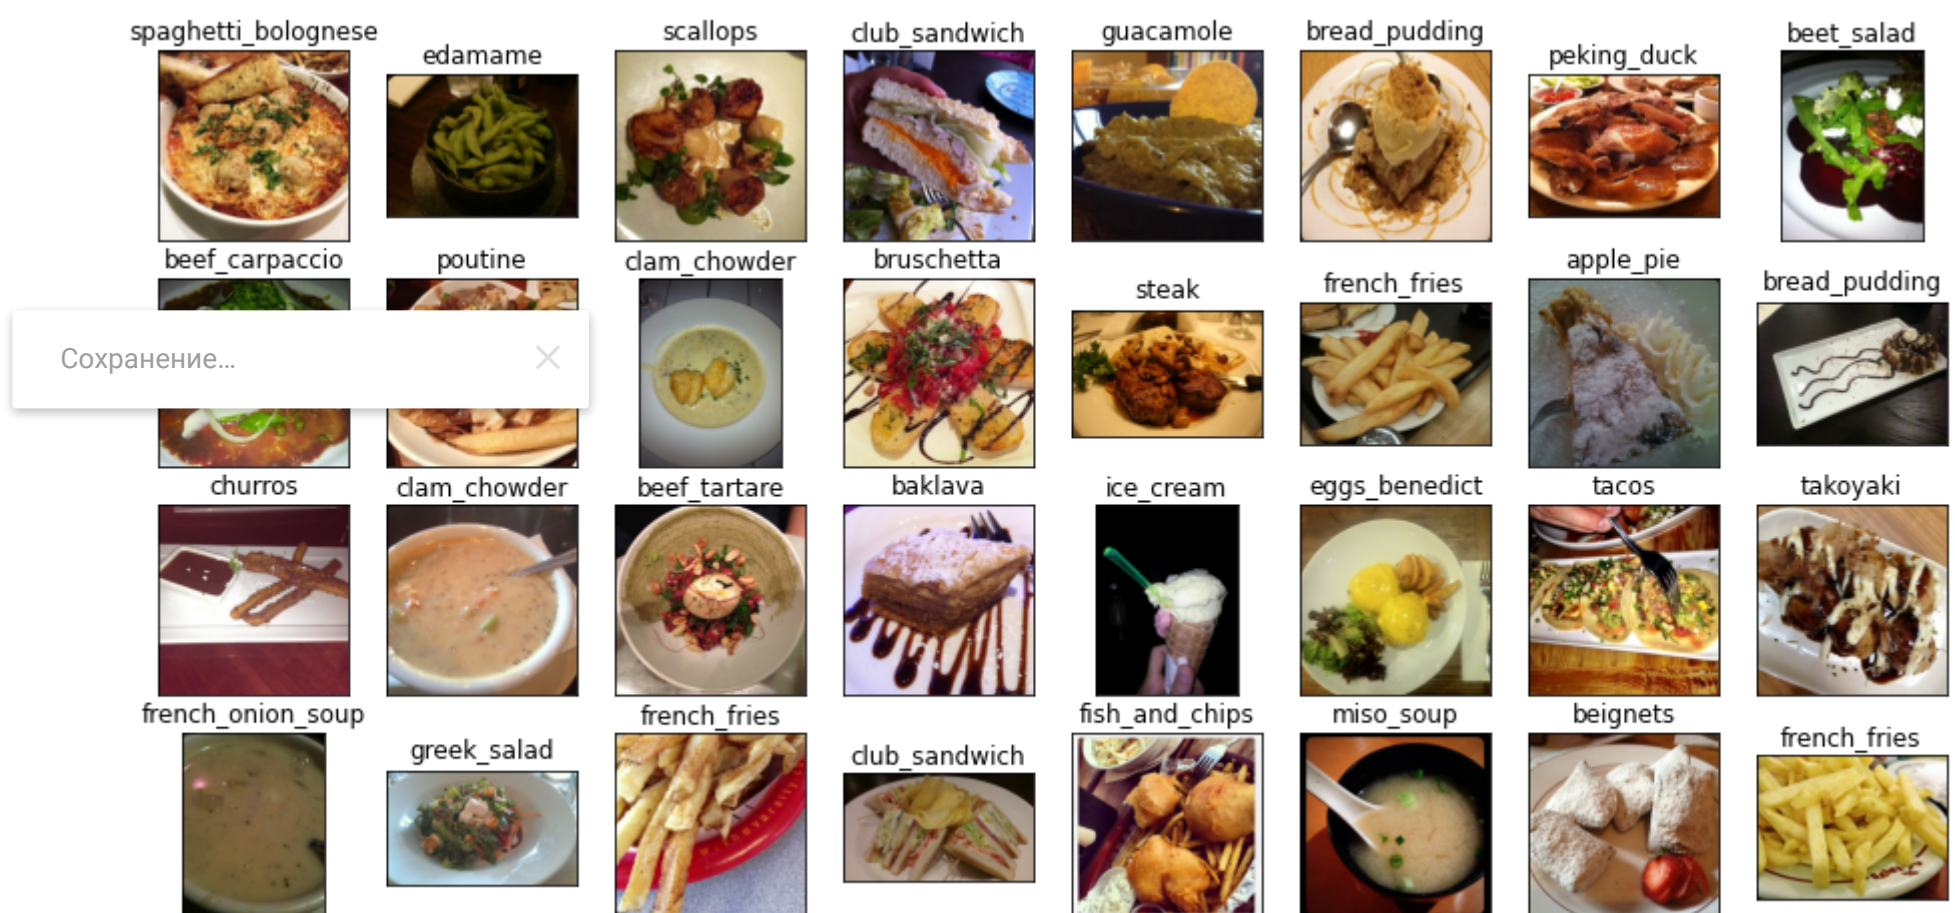 spaghetti_bolognese
edamame
scallops
club_sandwich
guacamole
bread_pudding
peking_duck
beet_salad
beef_carpaccio
poutine
clam_chowder
bruschetta
steak
french_fries
apple_pie
bread_pudding
Сохранение...
churros
clam_chowder
beef_tartare
baklava
ice_cream
eggs_benedict
tacos
takoyaki
french_onion_soup
greek_salad
french_fries
club_sandwich
fish_and_chips
miso_soup
beignets
french_fries